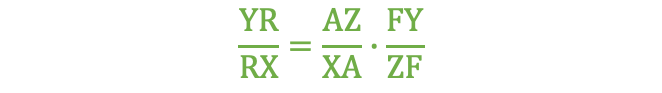 YR/RX = AZ/XA · FY/ZF